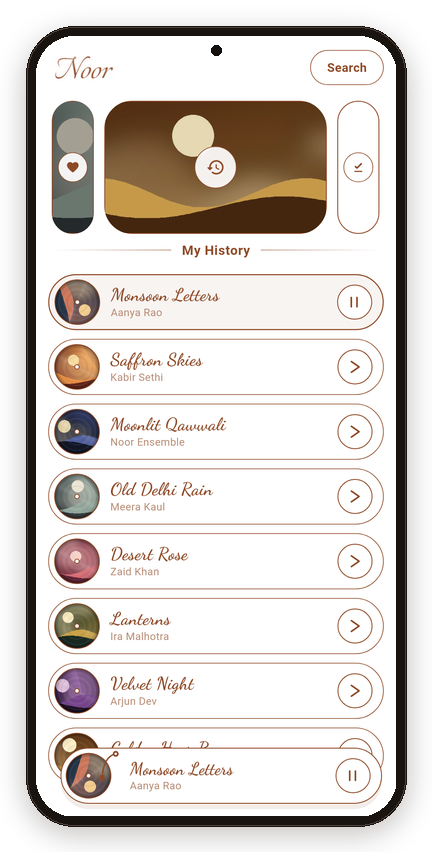 Noor
Search
My History
Monsoon Letters
Aanya Rao
Saffron Skies
Kabir Sethi
Moonlit Qawwali
Noor Ensemble
Old Delhi Rain
Meera Kaul
Desert Rose
Zaid Khan
Lanterns
Ira Malhotra
Velvet Night
Arjun Dev
Monsoon Letters
Aanya Rao